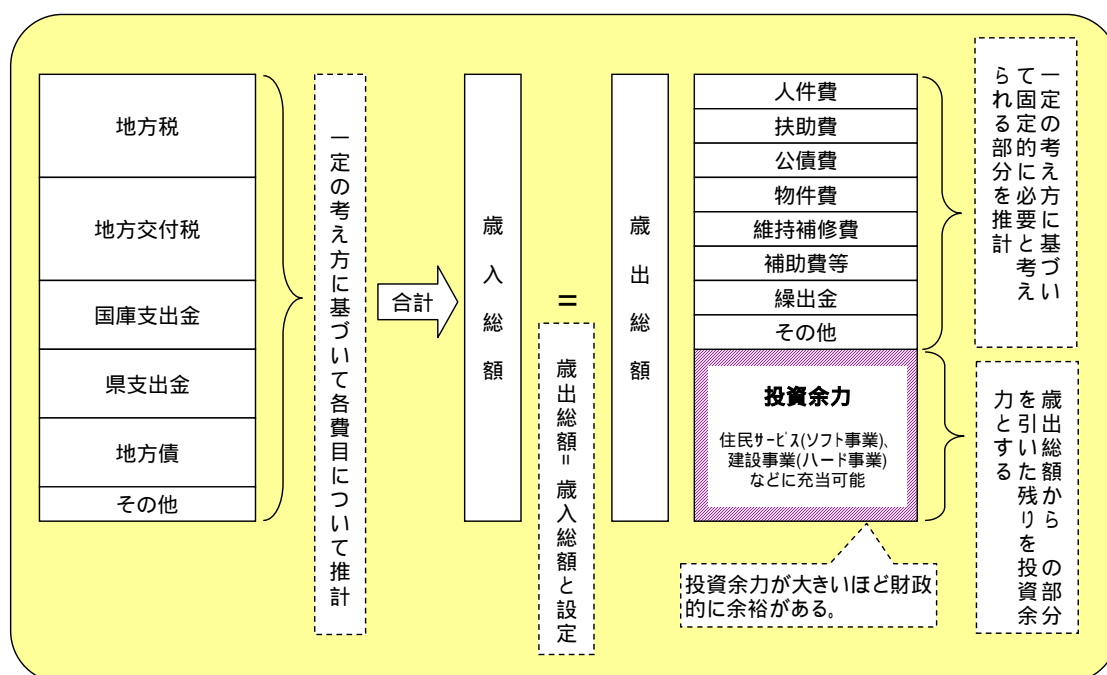 地方税
地方交付税
国庫支出金
県支出金
地方債
その他
一定の考え方に基づいて各費目について推計
合計
歳入総額
=
歳出総額=歳入総額と設定
歳出総額
人件費
扶助費
公債費
物件費
維持補修費
補助費等
繰出金
その他
投資余力
住民ｻｰﾋﾞｽ(ソフト事業)、
建設事業(ハード事業)
などに充当可能
投資余力が大きいほど財政
的に余裕がある。
一定の考え方に基づい
て固定的に必要と考え
られる部分を推計
歳出総額から の部分
を引いた残りを投資余
力とする